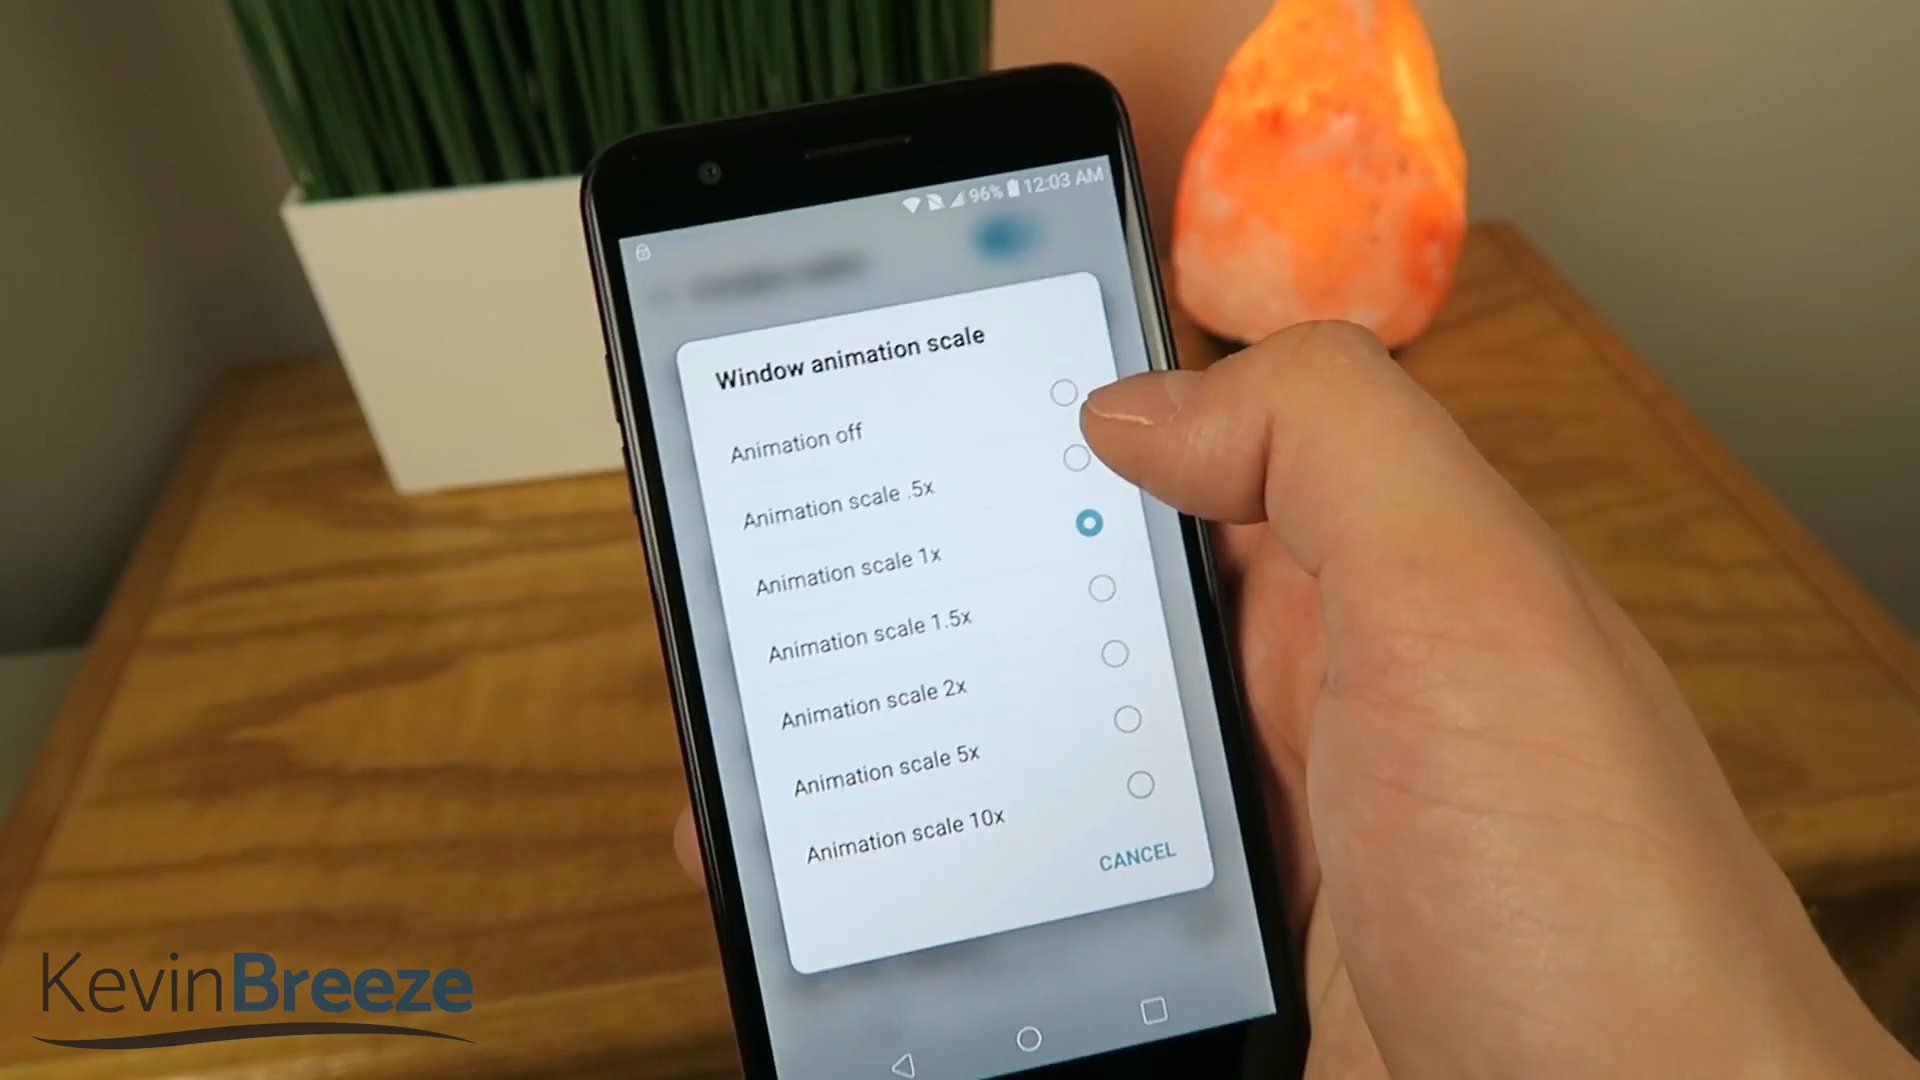 96% 12:03 AM
Window animation scale
Animation off
Animation scale .5x
Animation scale 1x
Animation scale 1.5x
Animation scale 2x
Animation scale 5x
Animation scale 10x
CANCEL
KevinBreeze